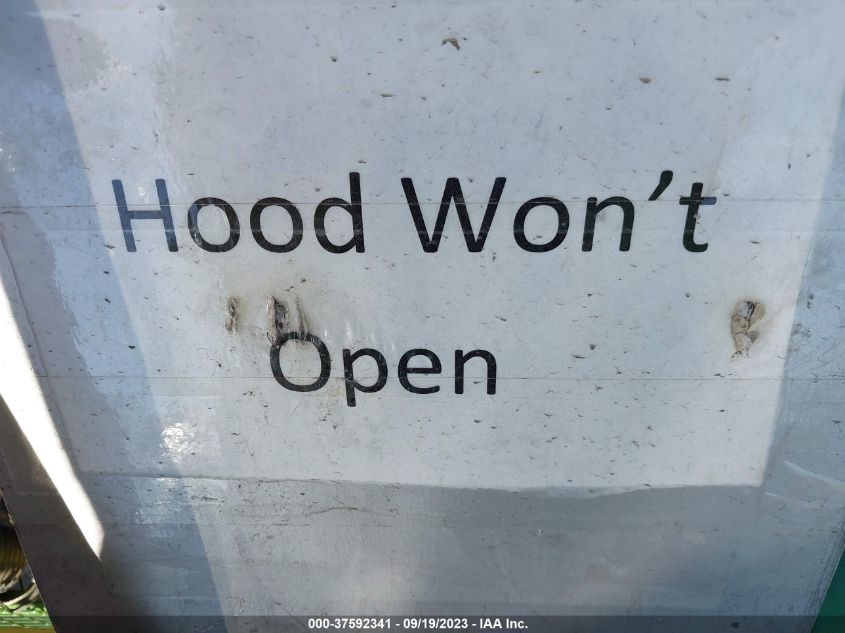 Hood Won’t
Open
000-37592341 - 09/19/2023 - IAA Inc.